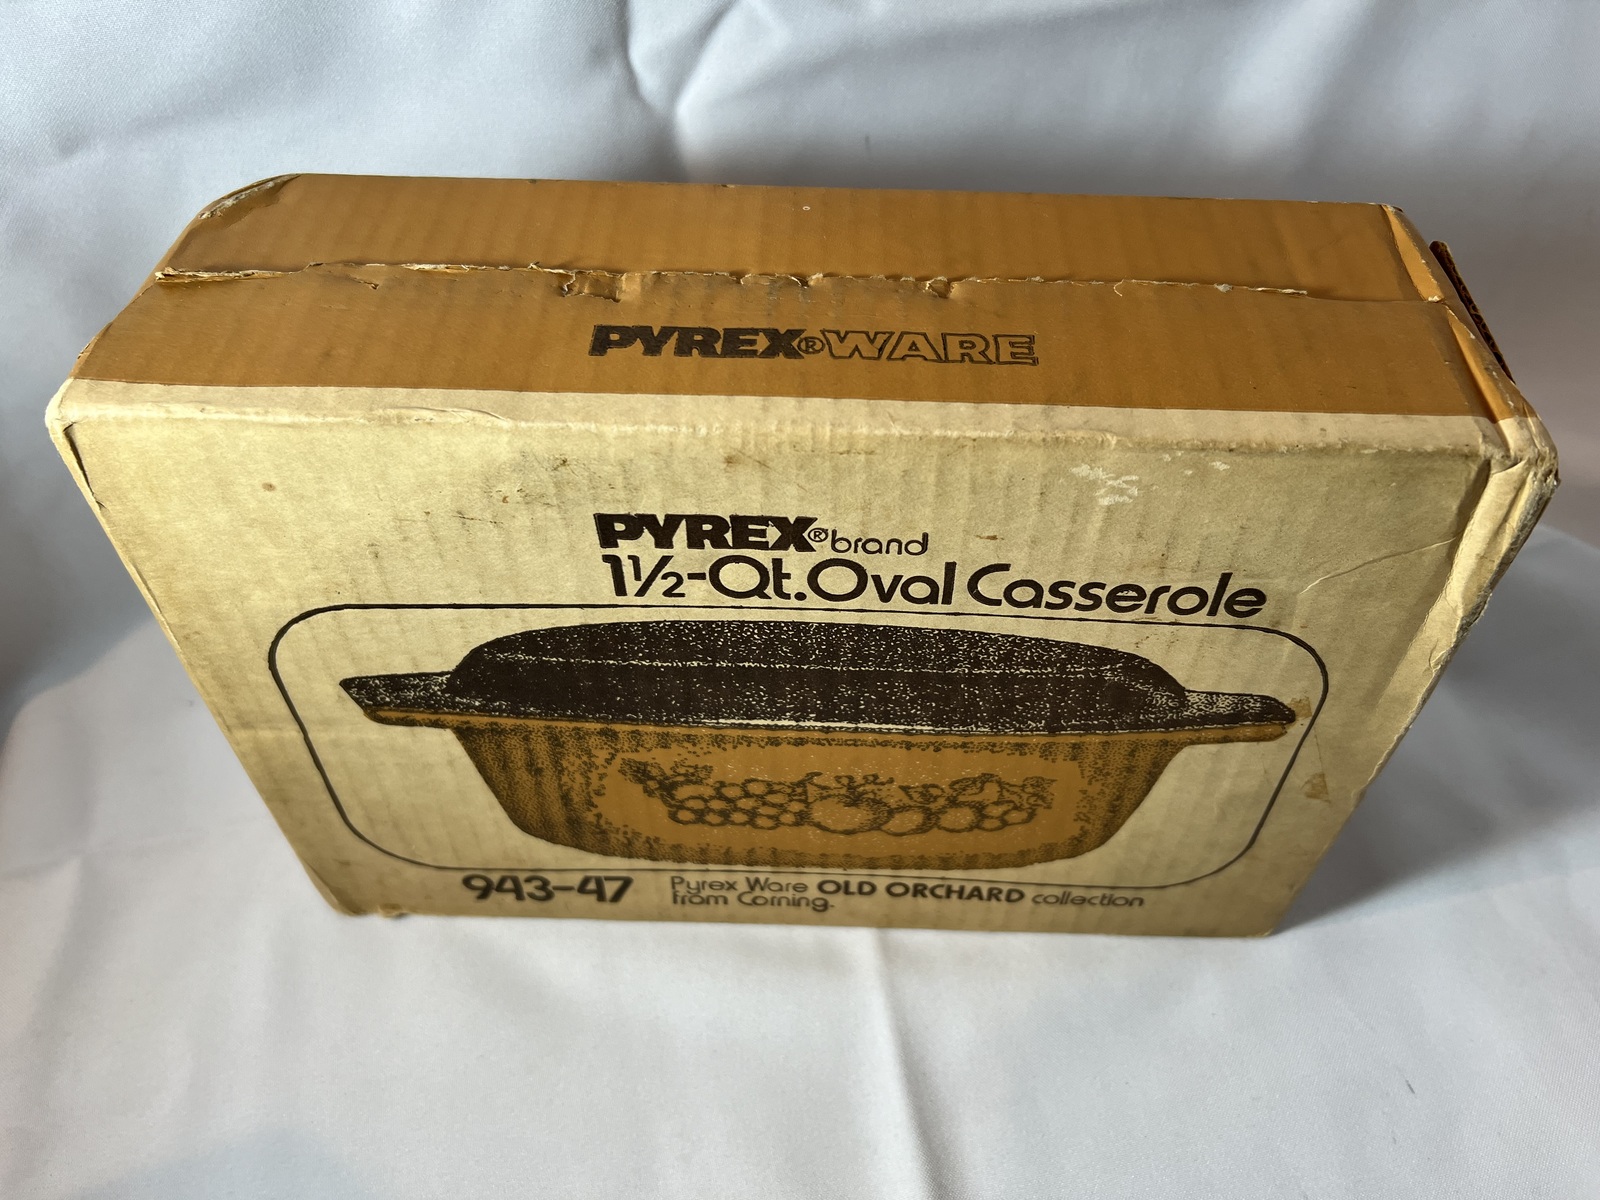 PYREX®WARE
PYREX® brand
1½-Qt. Oval Casserole
943-47
Pyrex Ware OLD ORCHARD collection
from Corning.